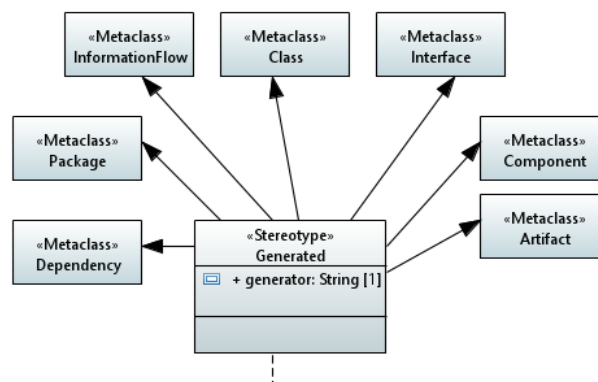 «Metaclass»
InformationFlow
«Metaclass»
Class
«Metaclass»
Interface
«Metaclass»
Package
«Metaclass»
Component
«Metaclass»
Artifact
«Metaclass»
Dependency
«Stereotype»
Generated
+ generator: String [1]